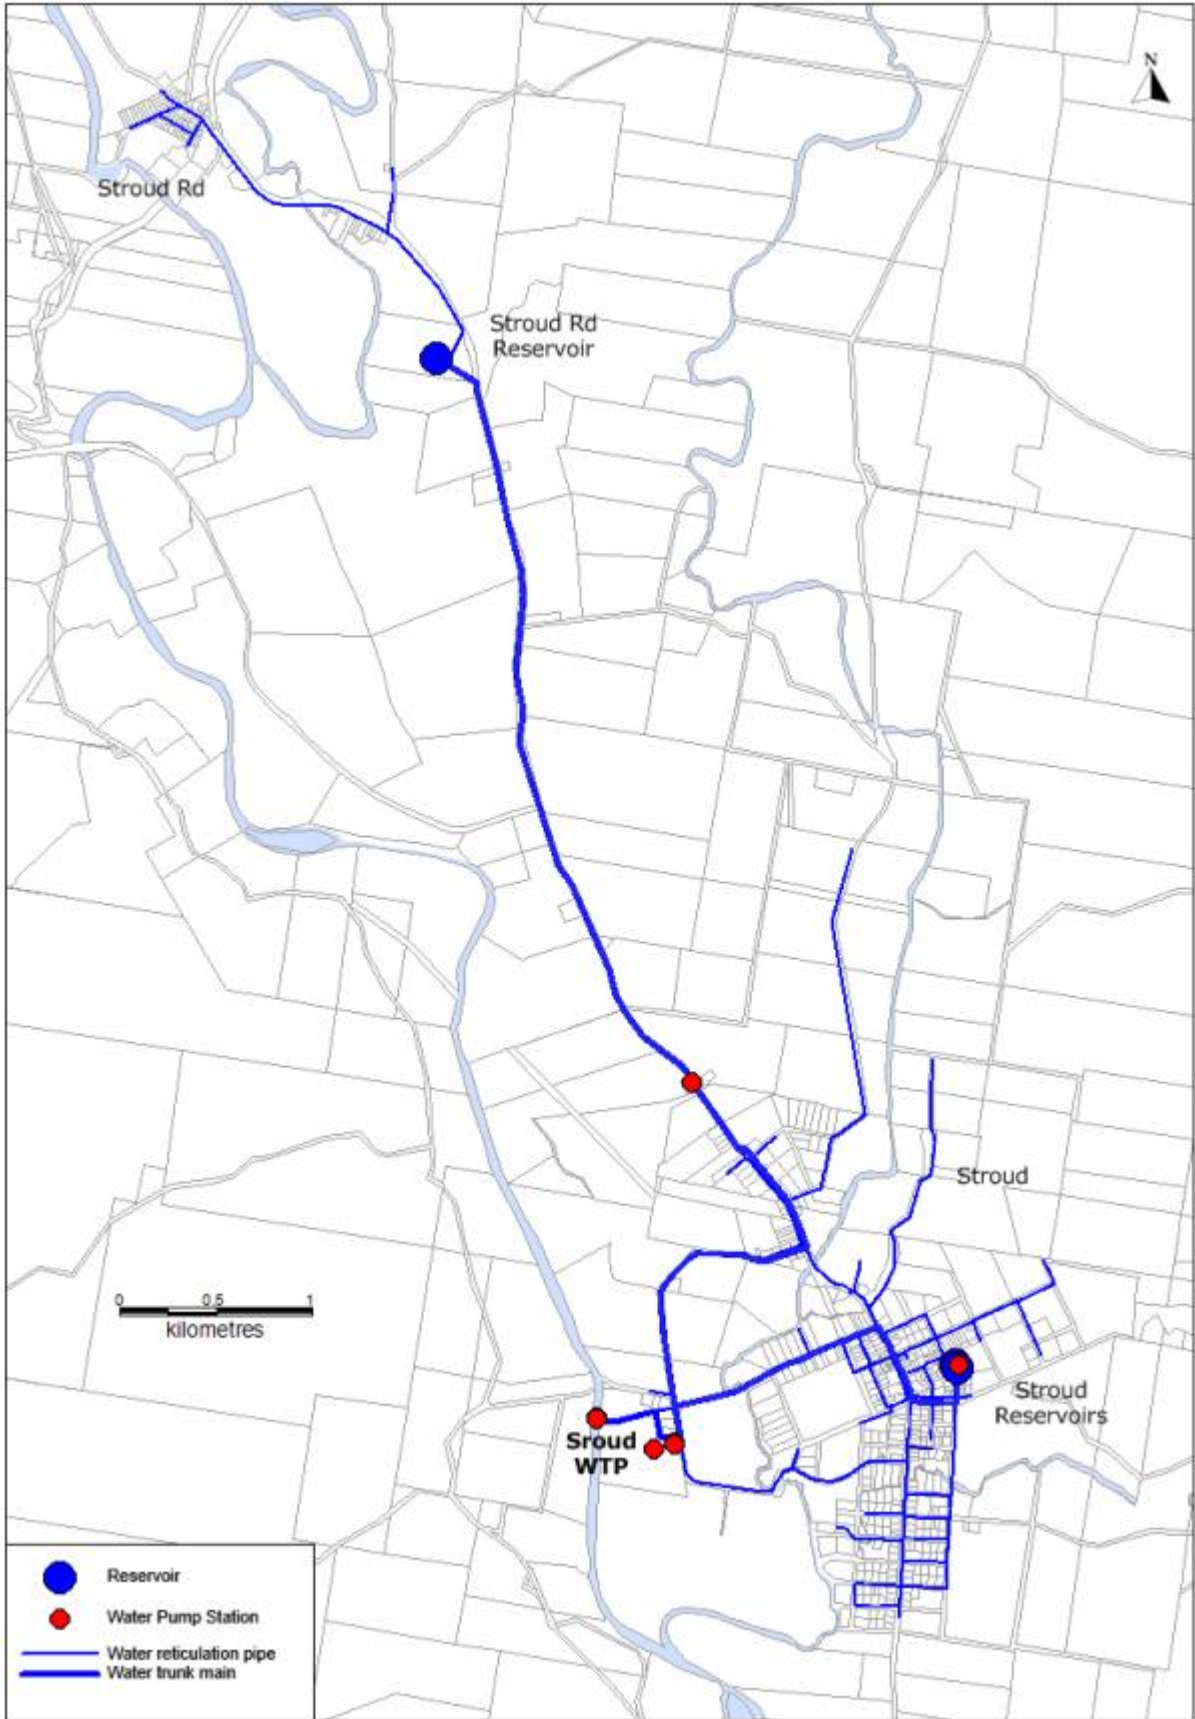 N
Stroud Rd
Stroud Rd
Reservoir
Stroud
0 0.5 1
kilometres
Stroud
Reservoirs
Sroud
WTP
Reservoir
Water Pump Station
Water reticulation pipe
Water trunk main